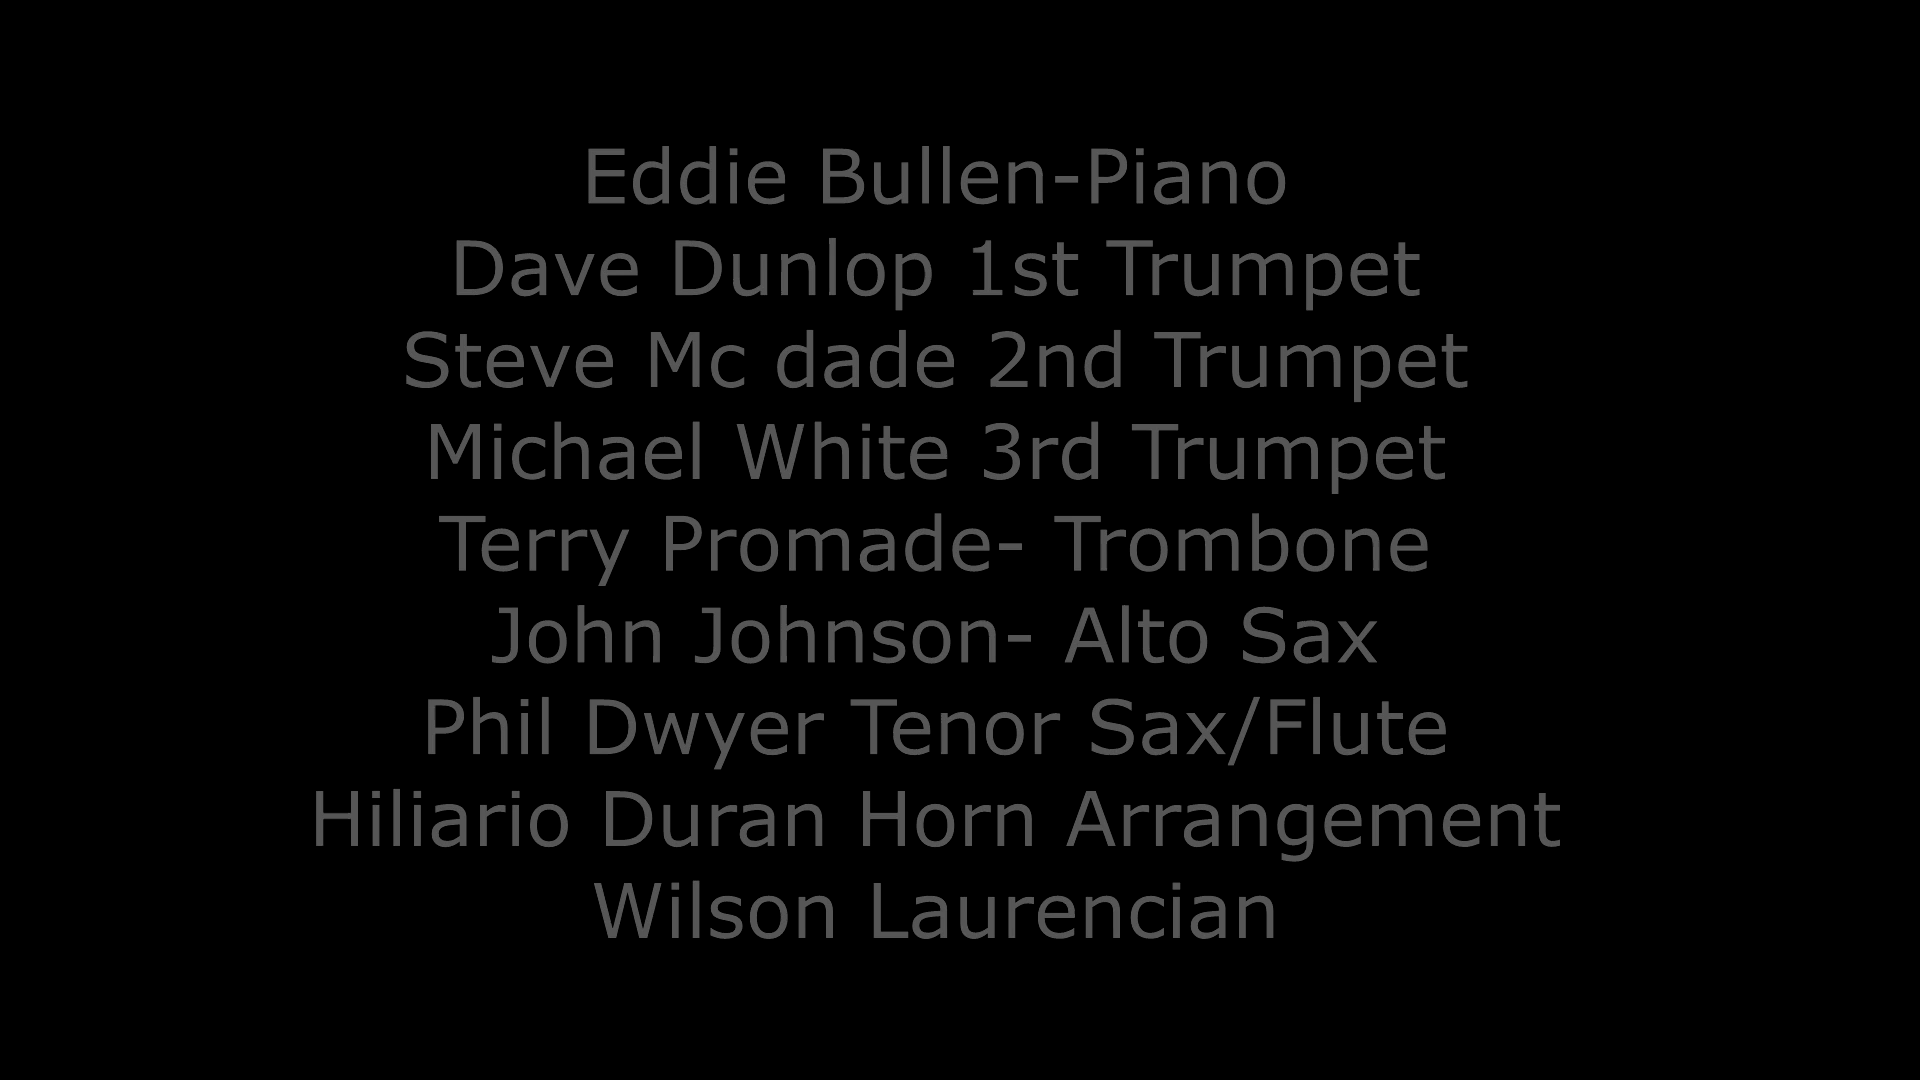 Eddie Bullen-Piano
Dave Dunlop 1st Trumpet
Steve Mc dade 2nd Trumpet
Michael White 3rd Trumpet
Terry Promade- Trombone
John Johnson- Alto Sax
Phil Dwyer Tenor Sax/Flute
Hiliario Duran Horn Arrangement
Wilson Laurencian